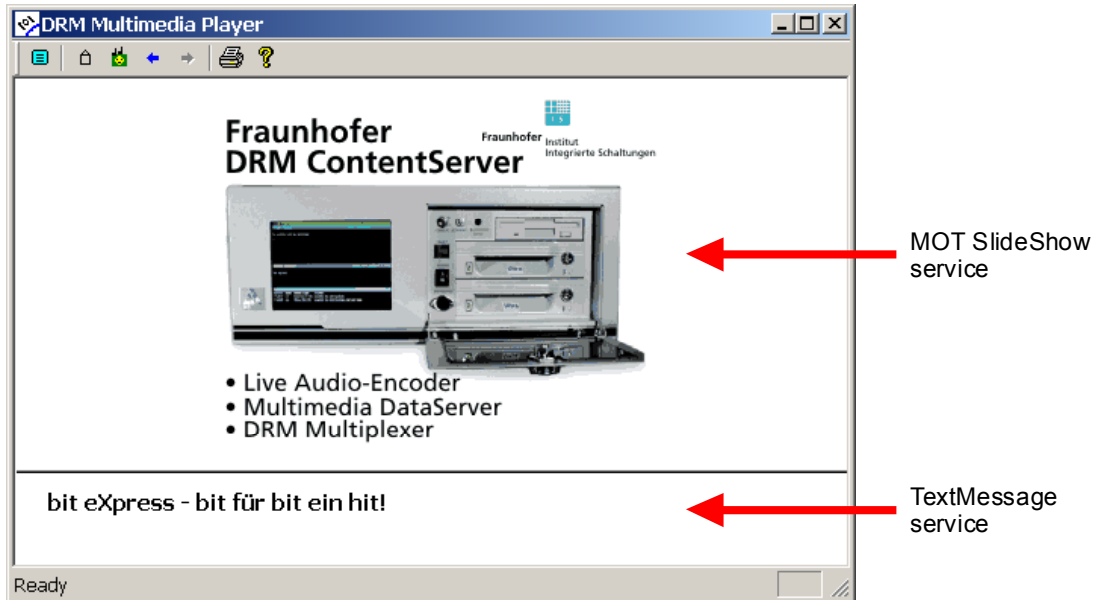 DRM Multimedia Player
Fraunhofer
DRM ContentServer
Fraunhofer Institut
Integrierte Schaltungen
• Live Audio-Encoder
• Multimedia DataServer
• DRM Multiplexer
MOT SlideShow
service
bit eXpress - bit für bit ein hit!
TextMessage
service
Ready